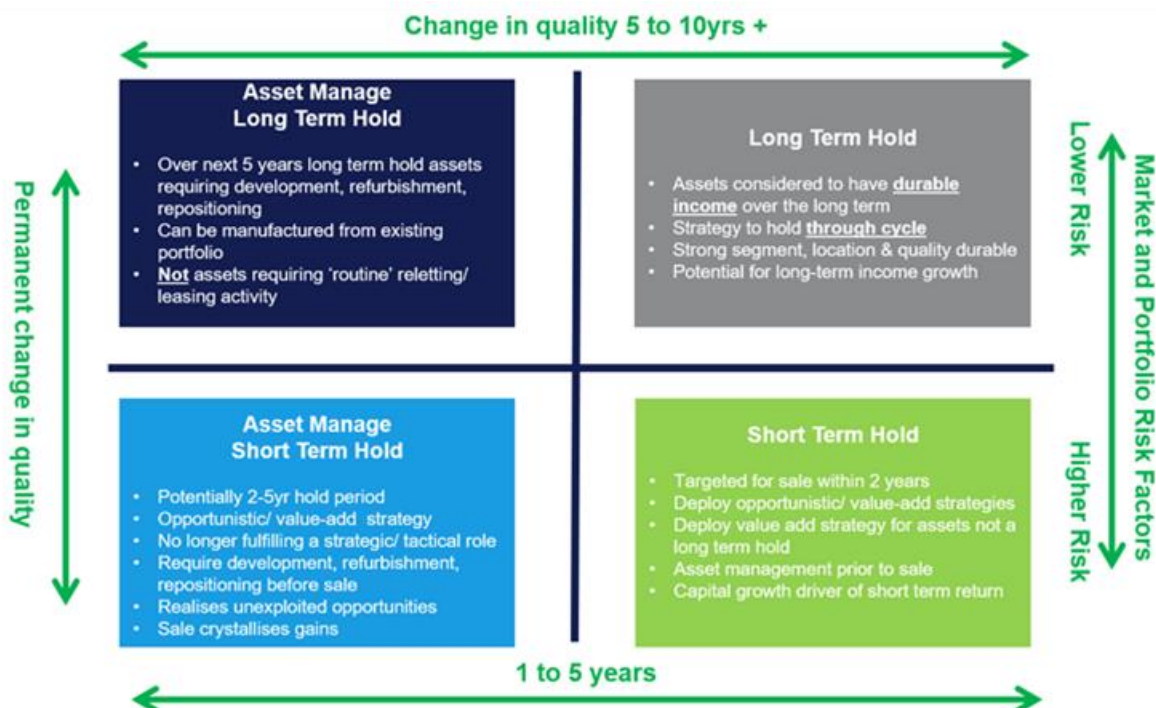 Change in quality 5 to 10yrs +
Permanent change in quality
Asset Manage
Long Term Hold
• Over next 5 years long term hold assets
requiring development, refurbishment,
repositioning
• Can be manufactured from existing
portfolio
• Not assets requiring ‘routine’ reletting/
leasing activity
Long Term Hold
• Assets considered to have durable
income over the long term
• Strategy to hold through cycle
• Strong segment, location & quality durable
• Potential for long-term income growth
Lower Risk
Market and Portfolio Risk Factors
Asset Manage
Short Term Hold
• Potentially 2-5yr hold period
• Opportunistic/ value-add strategy
• No longer fulfilling a strategic/ tactical role
• Require development, refurbishment,
repositioning before sale
• Realises unexploited opportunities
• Sale crystallises gains
Short Term Hold
• Targeted for sale within 2 years
• Deploy opportunistic/ value-add strategies
• Deploy value add strategy for assets not a
long term hold
• Asset management prior to sale
• Capital growth driver of short term return
Higher Risk
1 to 5 years